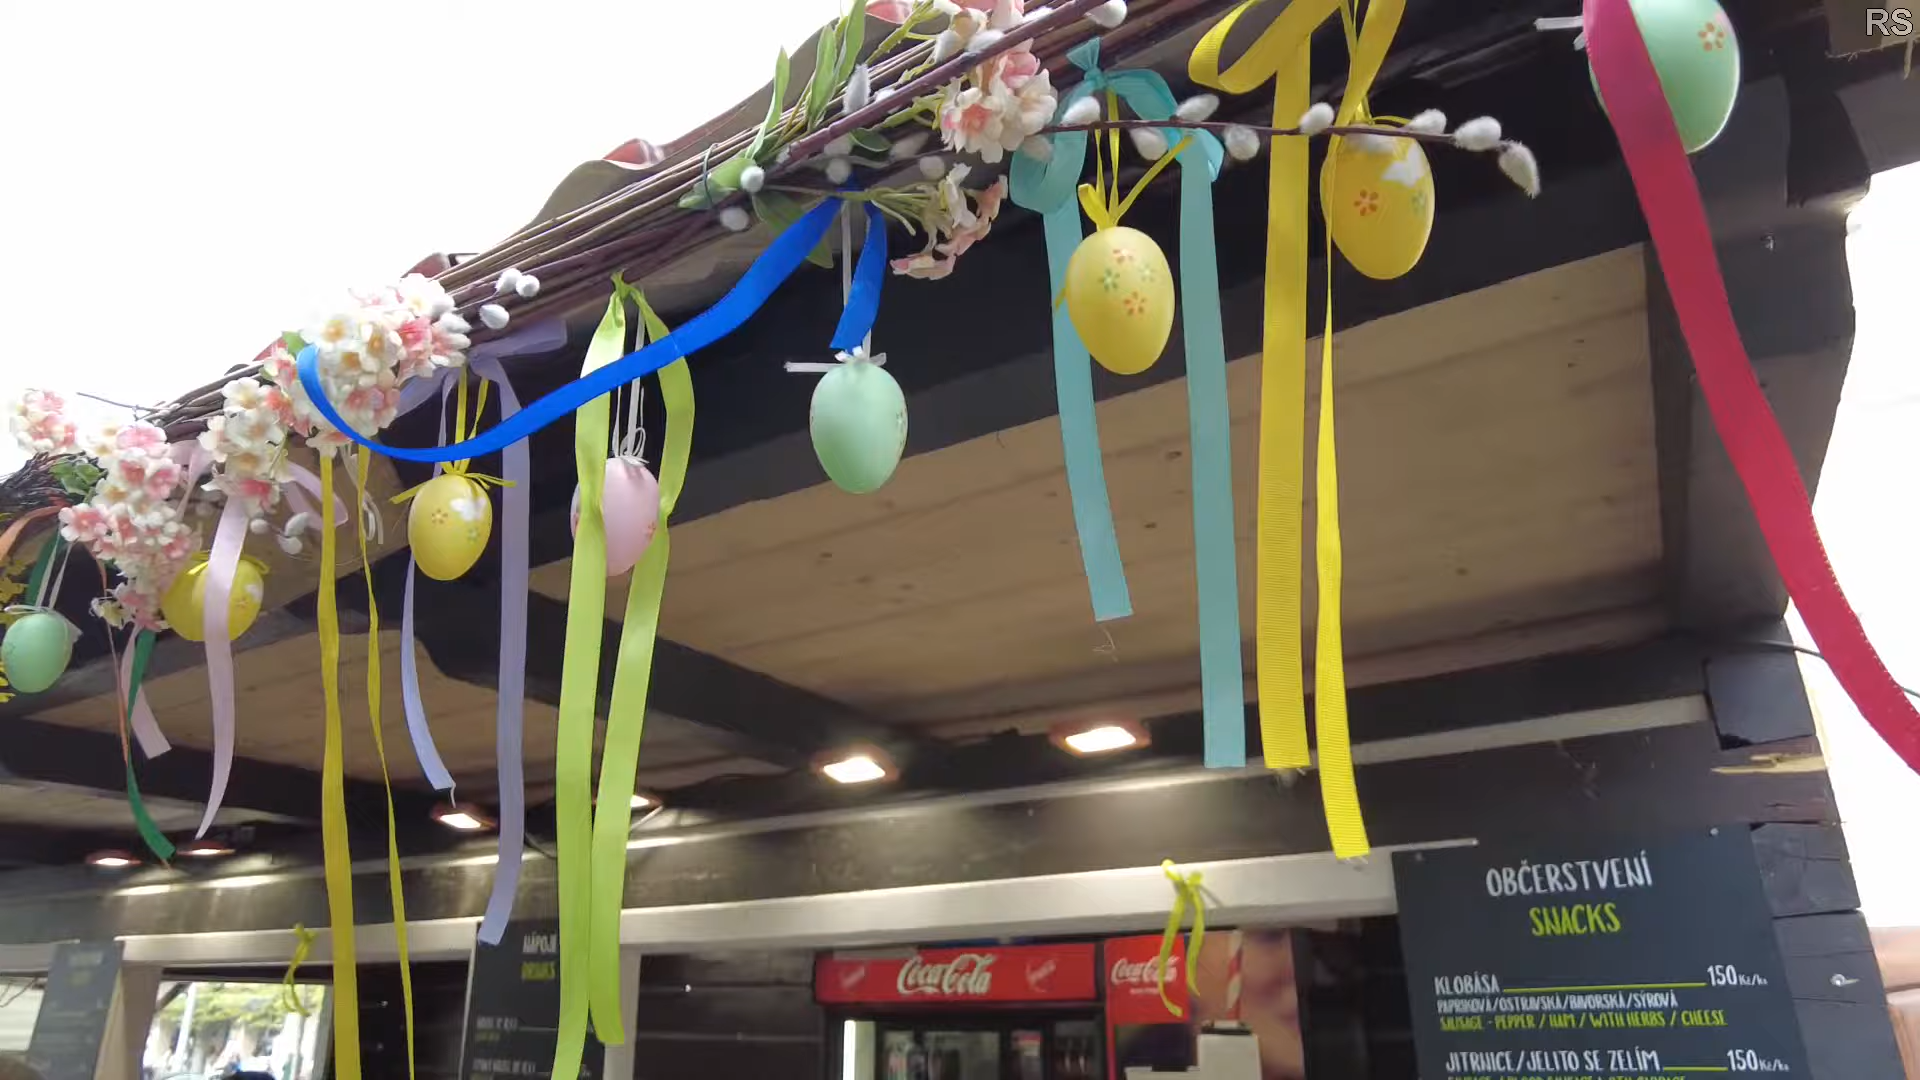 RS
OBČERSTVENÍ
SNACKS
KLOBÁSA 150 Kč/ks
PAPRIKOVÁ/OSTRAVSKÁ/BAVORSKÁ/SÝROVÁ
SAUSAGE - PEPPER / HAM / WITH HERBS / CHEESE
JITRNICE/JELITO SE ZELÍM 150 Kč/ks
NÁPOJE
DRINKS
Coca-Cola
Coca-Cola